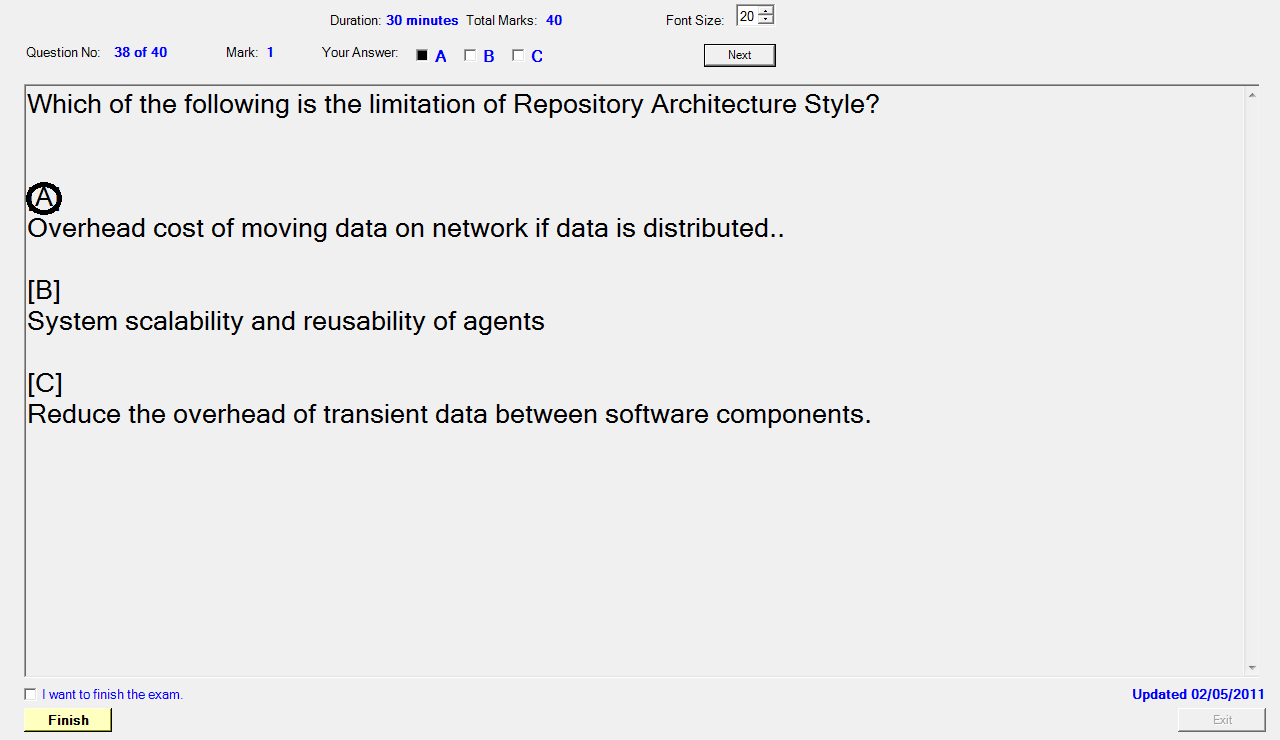 Duration: 30 minutes Total Marks: 40 Font Size: 20
Question No: 38 of 40 Mark: 1 Your Answer: A B C Next
Which of the following is the limitation of Repository Architecture Style?
A
Overhead cost of moving data on network if data is distributed..
[B]
System scalability and reusability of agents
[C]
Reduce the overhead of transient data between software components.
I want to finish the exam. Updated 02/05/2011
Finish Exit